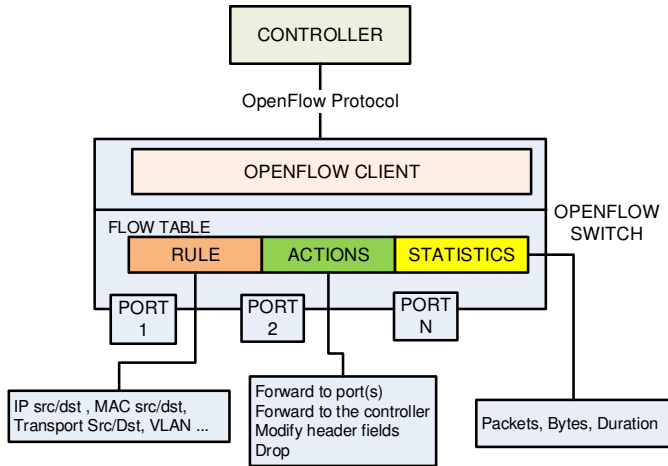 CONTROLLER
OpenFlow Protocol
OPENFLOW CLIENT
OPENFLOW
SWITCH
FLOW TABLE
RULE
ACTIONS
STATISTICS
PORT
1
PORT
2
PORT
N
IP src/dst , MAC src/dst,
Transport Src/Dst, VLAN ...
Forward to port(s)
Forward to the controller
Modify header fields
Drop
Packets, Bytes, Duration